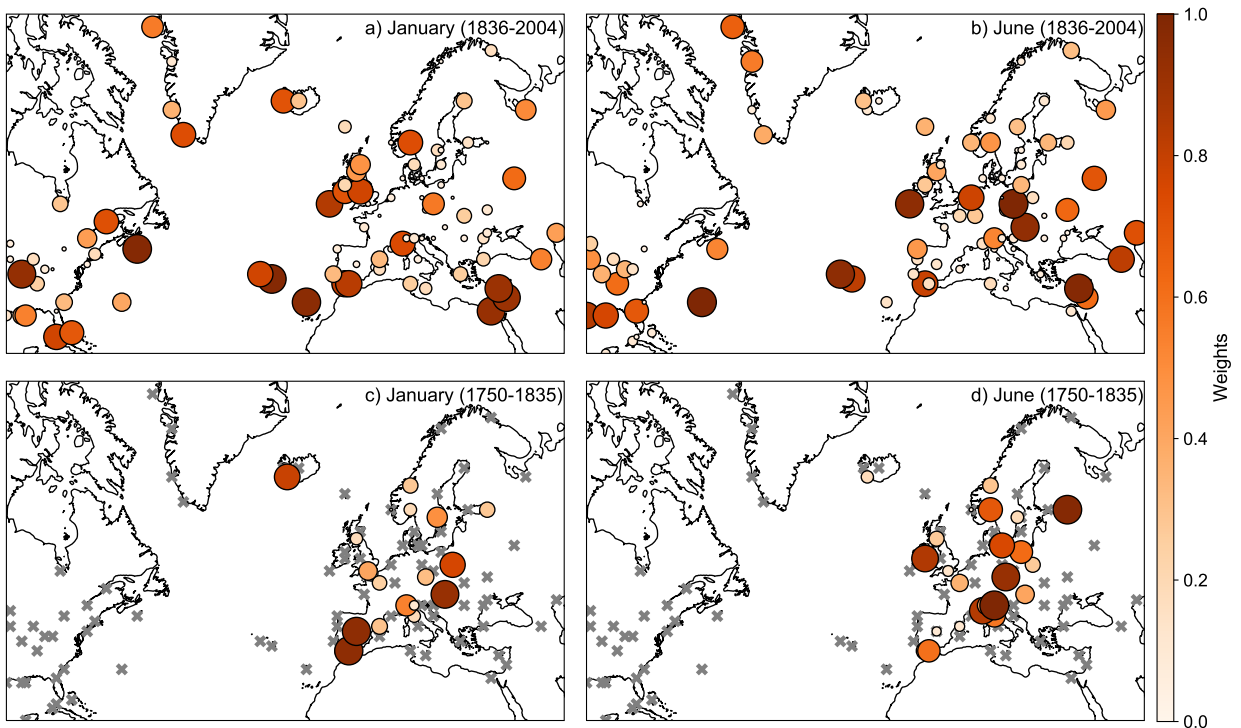 a) January (1836-2004)
b) June (1836-2004)
c) January (1750-1835)
d) June (1750-1835)
1.0
0.8
0.6
0.4
0.2
0.0
Weights